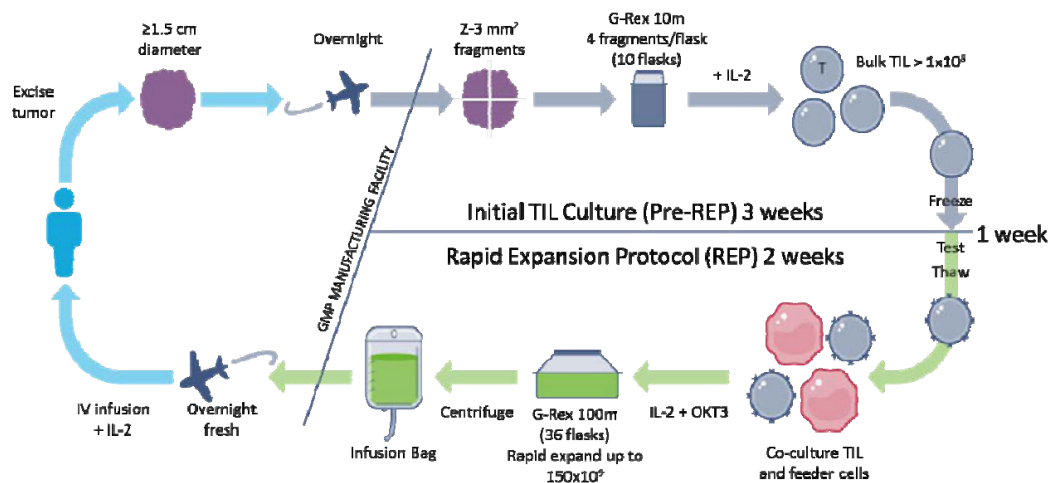 ≥1.5 cm
diameter
Overnight
2-3 mm²
fragments
G-Rex 10m
4 fragments/flask
(10 flasks)
+ IL-2
T
Bulk TIL > 1x10⁸
Excise
tumor
GMP MANUFACTURING FACILITY
Freeze
Initial TIL Culture (Pre-REP) 3 weeks
1 week
Test
Rapid Expansion Protocol (REP) 2 weeks
Thaw
IV infusion
+ IL-2
Overnight
fresh
Infusion Bag
Centrifuge
G-Rex 100m
(36 flasks)
Rapid expand up to
150x10⁹
IL-2 + OKT3
Co-culture TIL
and feeder cells